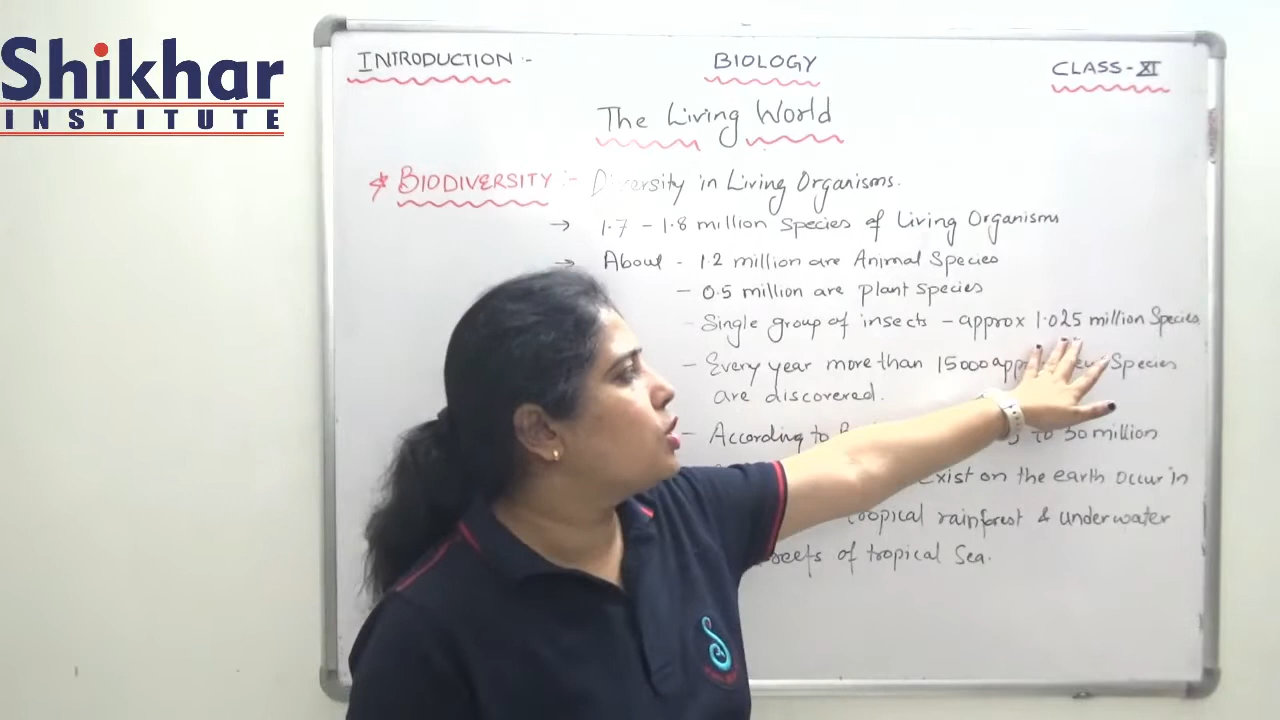 Shikhar
INSTITUTE
INTRODUCTION :-
BIOLOGY
CLASS-XI
The Living World
* BIODIVERSITY :- Diversity in Living Organisms.
→ 1.7 - 1.8 million Species of Living Organisms
→ About - 1.2 million are Animal Species
- 0.5 million are plant species
- Single group of insects - approx 1.025 million Species
- Every year more than 15000 Species
are discovered.
- According to to 30 million
exist on the earth occur in
tropical rainforest & underwater
reefs of tropical Sea.